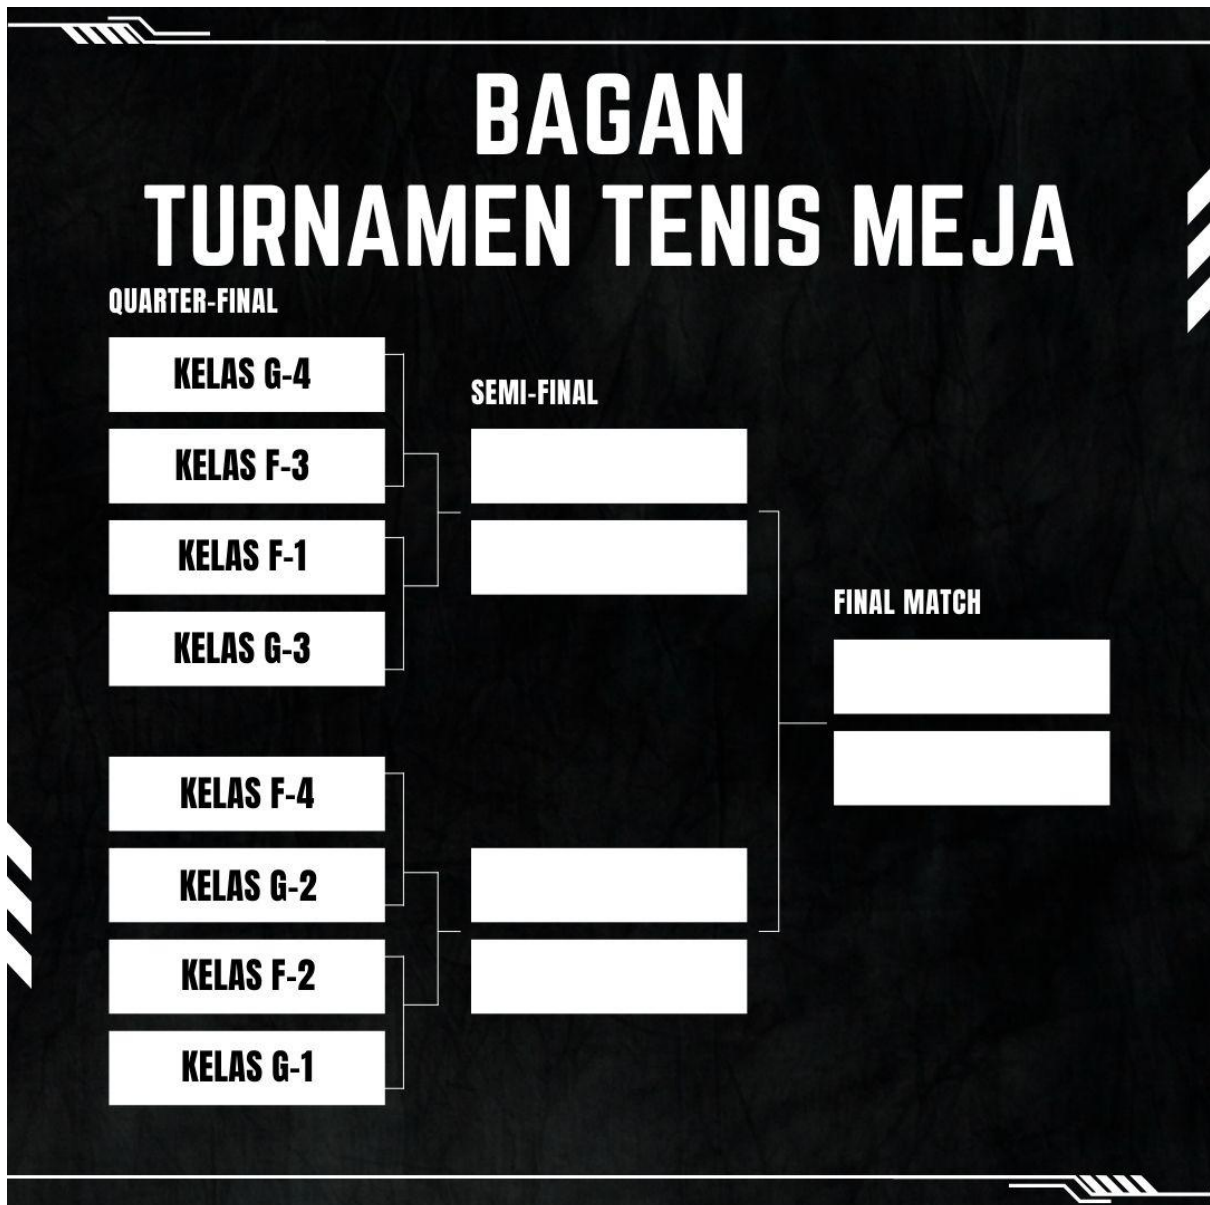 BAGAN
TURNAMEN TENIS MEJA
QUARTER-FINAL
KELAS G-4
KELAS F-3
KELAS F-1
KELAS G-3
KELAS F-4
KELAS G-2
KELAS F-2
KELAS G-1
SEMI-FINAL
FINAL MATCH